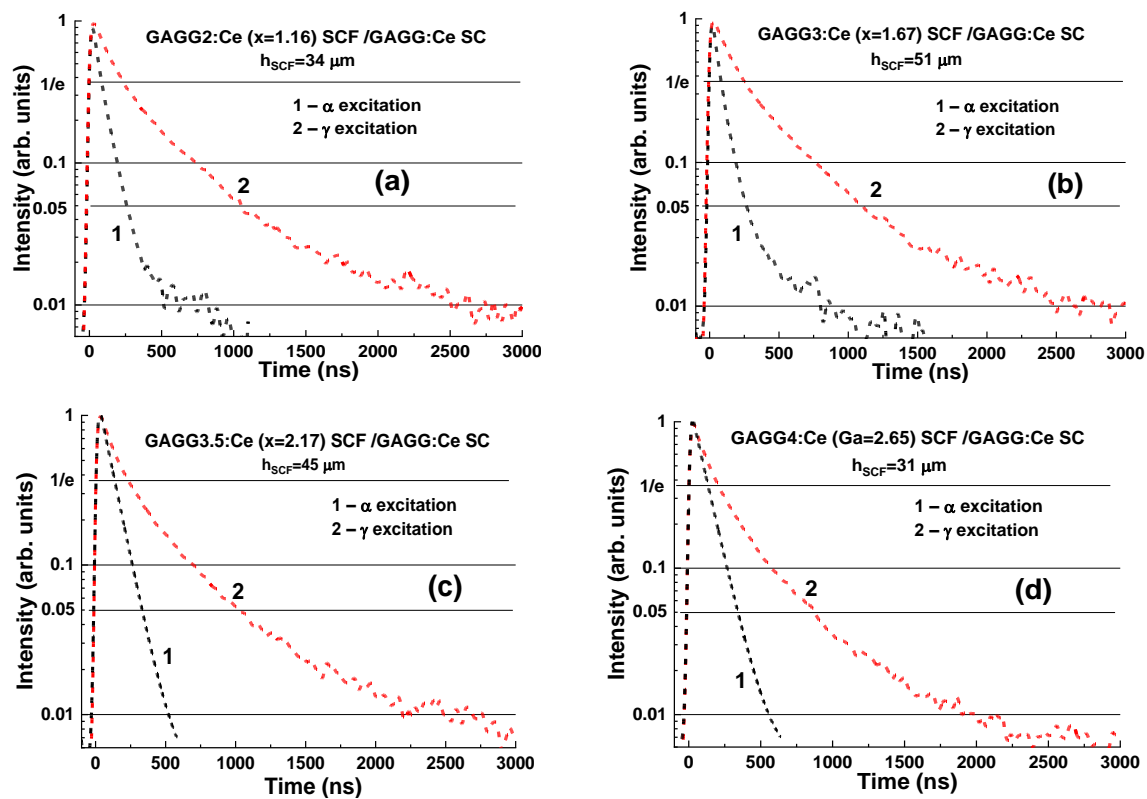 GAGG2:Ce (x=1.16) SCF /GAGG:Ce SC
hSCF=34 μm
1 – α excitation
2 – γ excitation
(a)
1
2
Intensity (arb. units)
1
1/e
0.1
0.05
0.01
0 500 1000 1500 2000 2500 3000
Time (ns)
GAGG3:Ce (x=1.67) SCF /GAGG:Ce SC
hSCF=51 μm
1 – α excitation
2 – γ excitation
(b)
1
2
Intensity (arb. units)
1
1/e
0.1
0.05
0.01
0 500 1000 1500 2000 2500 3000
Time (ns)
GAGG3.5:Ce (x=2.17) SCF /GAGG:Ce SC
hSCF=45 μm
1 – α excitation
2 – γ excitation
(c)
1
2
Intensity (arb. units)
1
1/e
0.1
0.05
0.01
0 500 1000 1500 2000 2500 3000
Time (ns)
GAGG4:Ce (Ga=2.65) SCF /GAGG:Ce SC
hSCF=31 μm
1 – α excitation
2 – γ excitation
(d)
1
2
Intensity (arb. units)
1
1/e
0.1
0.05
0.01
0 500 1000 1500 2000 2500 3000
Time (ns)